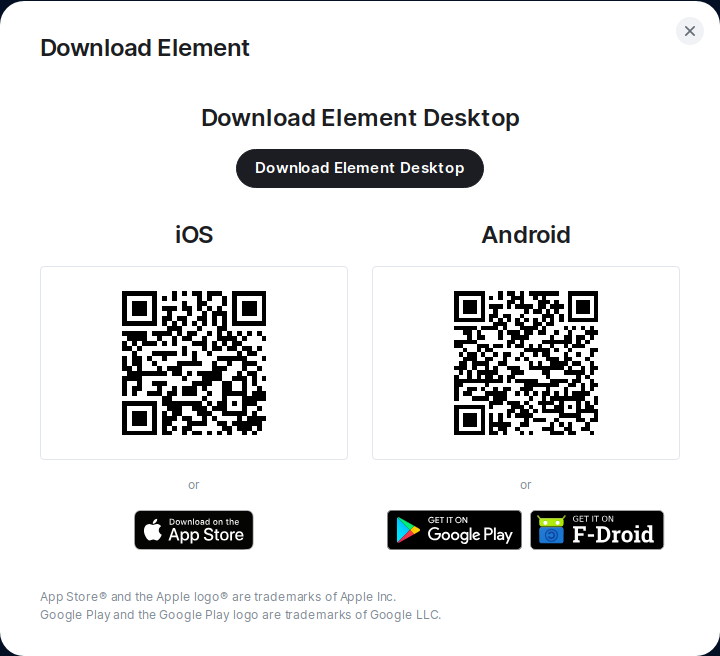 Download Element
Download Element Desktop
Download Element Desktop
iOS
Android
or
or
Download on the
App Store
GET IT ON
Google Play
GET IT ON
F-Droid
App Store® and the Apple logo® are trademarks of Apple Inc.
Google Play and the Google Play logo are trademarks of Google LLC.